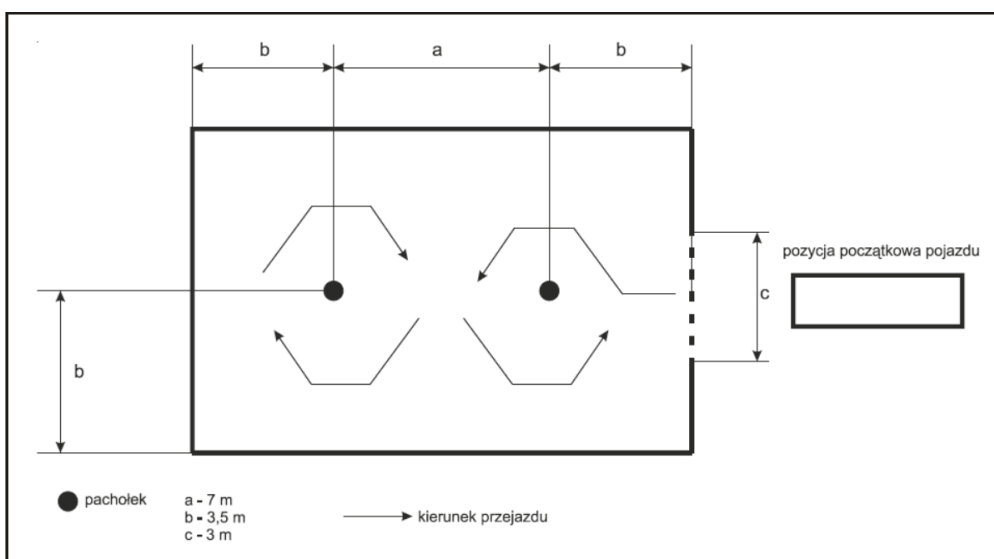 b
a
b
pozycja początkowa pojazdu
c
b
pachołek
a - 7 m
b - 3,5 m
c - 3 m
kierunek przejazdu